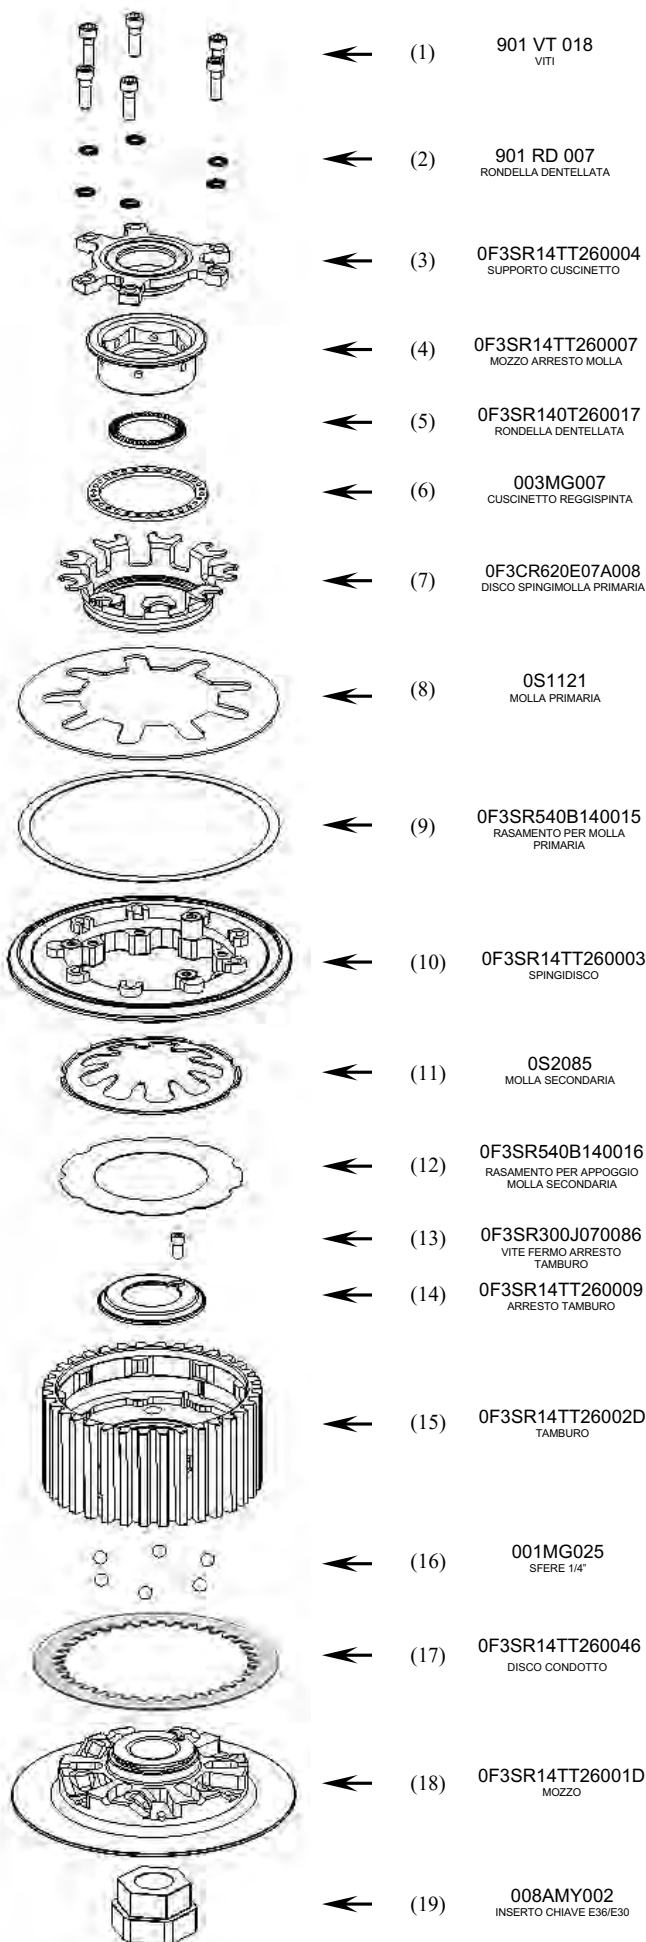 (1) 901 VT 018
VITI
(2) 901 RD 007
RONDELLA DENTELLATA
(3) 0F3SR14TT260004
SUPPORTO CUSCINETTO
(4) 0F3SR14TT260007
MOZZO ARRESTO MOLLA
(5) 0F3SR140T260017
RONDELLA DENTELLATA
(6) 003MG007
CUSCINETTO REGGISPINTA
(7) 0F3CR620E07A008
DISCO SPINGIMOLLA PRIMARIA
(8) 0S1121
MOLLA PRIMARIA
(9) 0F3SR540B140015
RASAMENTO PER MOLLA
PRIMARIA
(10) 0F3SR14TT260003
SPINGIDISCO
(11) 0S2085
MOLLA SECONDARIA
(12) 0F3SR540B140016
RASAMENTO PER APPOGGIO
MOLLA SECONDARIA
(13) 0F3SR300J070086
VITE FERMO ARRESTO
TAMBURO
(14) 0F3SR14TT260009
ARRESTO TAMBURO
(15) 0F3SR14TT26002D
TAMBURO
(16) 001MG025
SFERE 1/4"
(17) 0F3SR14TT260046
DISCO CONDOTTO
(18) 0F3SR14TT26001D
MOZZO
(19) 008AMY002
INSERTO CHIAVE E36/E30